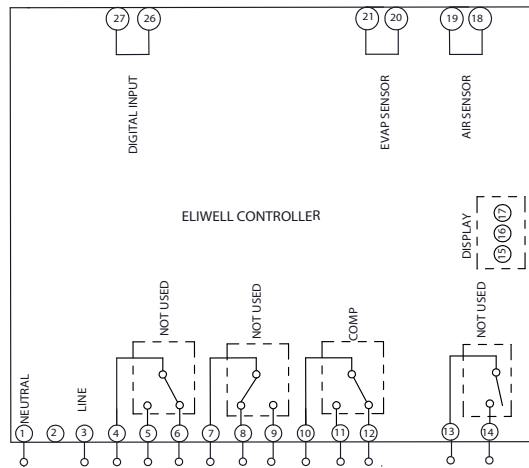 27 26 21 20 19 18
DIGITAL INPUT
EVAP SENSOR
AIR SENSOR
ELIWELL CONTROLLER
DISPLAY
15 16 17
NOT USED
NOT USED
COMP
NOT USED
NEUTRAL
LINE
1 2 3 4 5 6 7 8 9 10 11 12 13 14